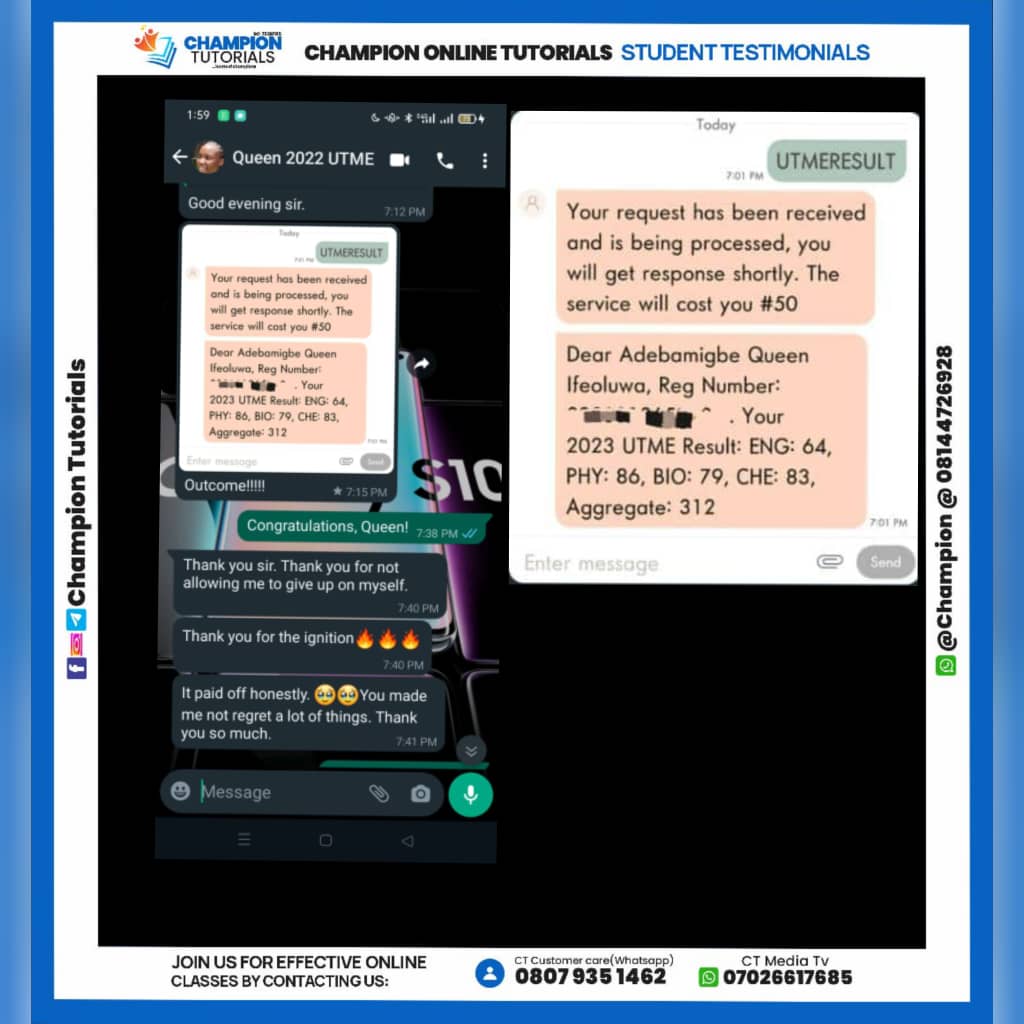 CHAMPION
TUTORIALS
CHAMPION ONLINE TUTORIALS STUDENT TESTIMONIALS
1:59
Queen 2022 UTME
Good evening sir.
7:12 PM
Today
UTMERESULT
7:01 PM
Your request has been received
and is being processed, you
will get response shortly. The
service will cost you #50
Dear Adebamigbe Queen
Ifeoluwa, Reg Number:
. Your
2023 UTME Result: ENG: 64,
PHY: 86, BIO: 79, CHE: 83,
Aggregate: 312
7:01 PM
Enter message
Send
Outcome!!!!!
7:15 PM
S10
Congratulations, Queen! 7:38 PM
Thank you sir. Thank you for not
allowing me to give up on myself.
7:40 PM
Thank you for the ignition🔥🔥🔥
7:40 PM
It paid off honestly. 🥹🥹You made
me not regret a lot of things. Thank
you so much.
7:41 PM
Message
Today
UTMERESULT
7:01 PM
Your request has been received
and is being processed, you
will get response shortly. The
service will cost you #50
Dear Adebamigbe Queen
Ifeoluwa, Reg Number:
. Your
2023 UTME Result: ENG: 64,
PHY: 86, BIO: 79, CHE: 83,
Aggregate: 312
7:01 PM
Enter message
Send
Champion Tutorials
@Champion @ 08144726928
JOIN US FOR EFFECTIVE ONLINE
CLASSES BY CONTACTING US:
CT Customer care(Whatsapp)
0807 935 1462
CT Media Tv
07026617685